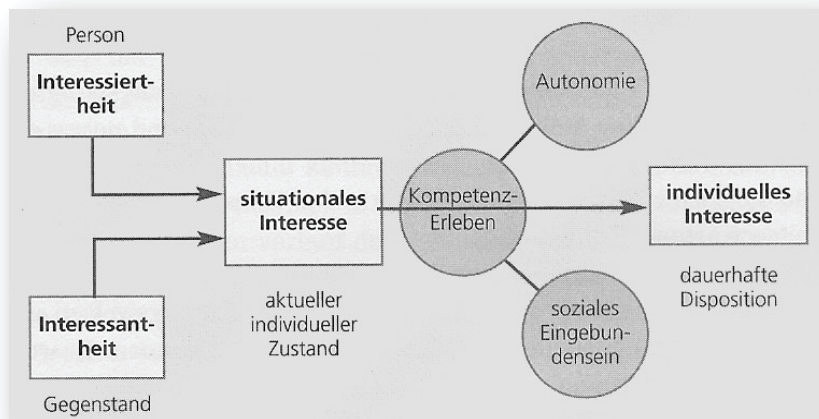 Person
Interessiert-
heit
situationales
Interesse
aktueller
individueller
Zustand
Interessant-
heit
Gegenstand
Autonomie
Kompetenz-
Erleben
soziales
Eingebun-
densein
individuelles
Interesse
dauerhafte
Disposition